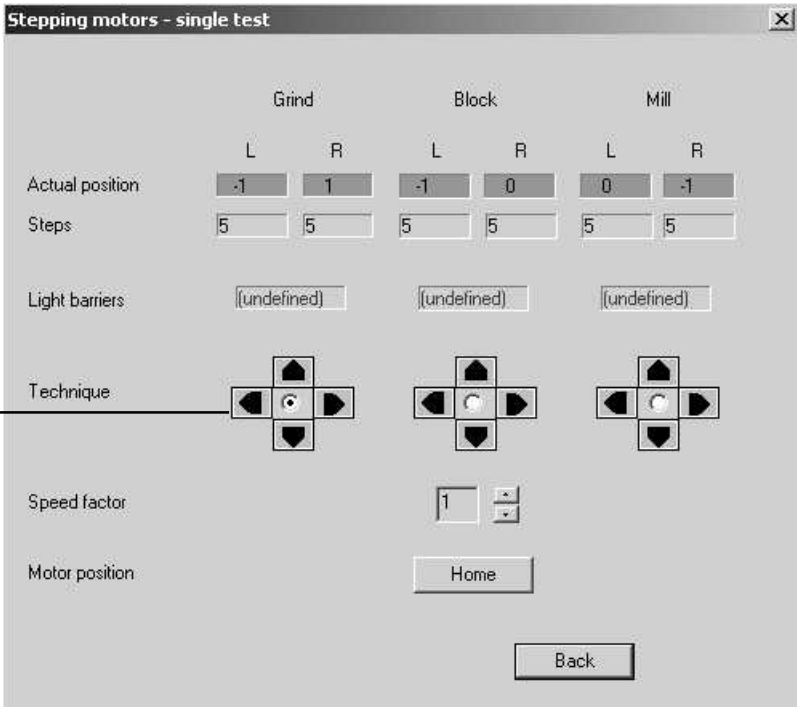 Stepping motors - single test
Grind Block Mill
L R L R L R
Actual position -1 1 -1 0 0 -1
Steps 5 5 5 5 5 5
Light barriers (undefined) (undefined) (undefined)
Technique
Speed factor 1
Motor position Home
Back